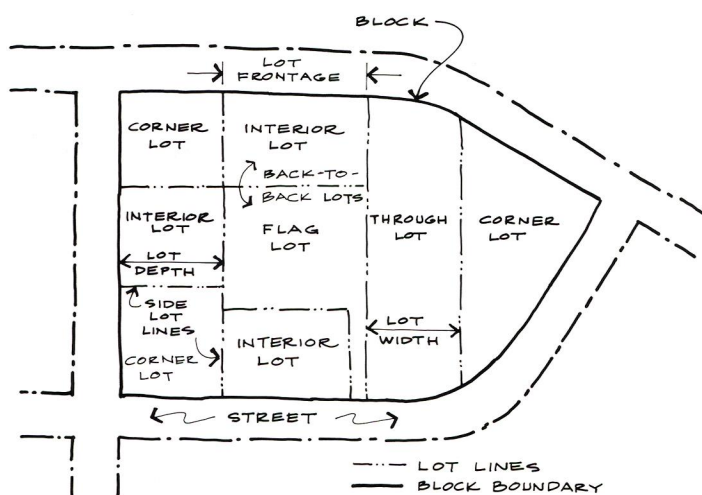 BLOCK
LOT
FRONTAGE
CORNER
LOT
INTERIOR
LOT
BACK-TO-
BACK LOTS
INTERIOR
LOT
FLAG
LOT
THROUGH
LOT
CORNER
LOT
LOT
DEPTH
SIDE
LOT
LINES
CORNER
LOT
INTERIOR
LOT
LOT
WIDTH
STREET
LOT LINES
BLOCK BOUNDARY